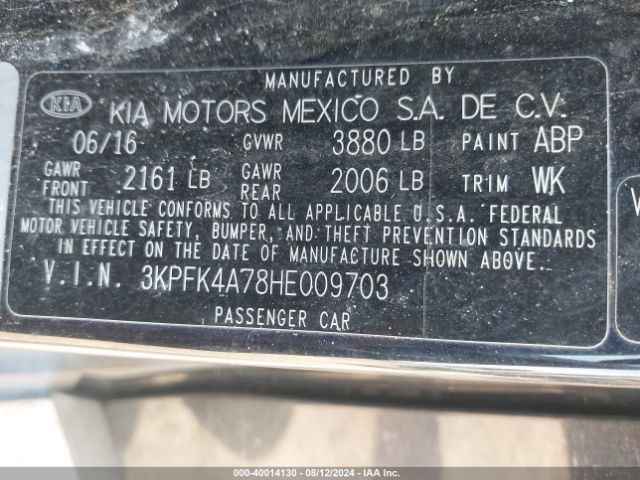 MANUFACTURED BY
KIA KIA MOTORS MEXICO S.A. DE C.V.
06/16 GVWR 3880 LB PAINT ABP
GAWR FRONT 2161 LB GAWR REAR 2006 LB TRIM WK
THIS VEHICLE CONFORMS TO ALL APPLICABLE U.S.A. FEDERAL
MOTOR VEHICLE SAFETY, BUMPER, AND THEFT PREVENTION STANDARDS
IN EFFECT ON THE DATE OF MANUFACTURE SHOWN ABOVE.
V.I.N. 3KPFK4A78HE009703
PASSENGER CAR
000-40014130 - 08/12/2024 - IAA Inc.